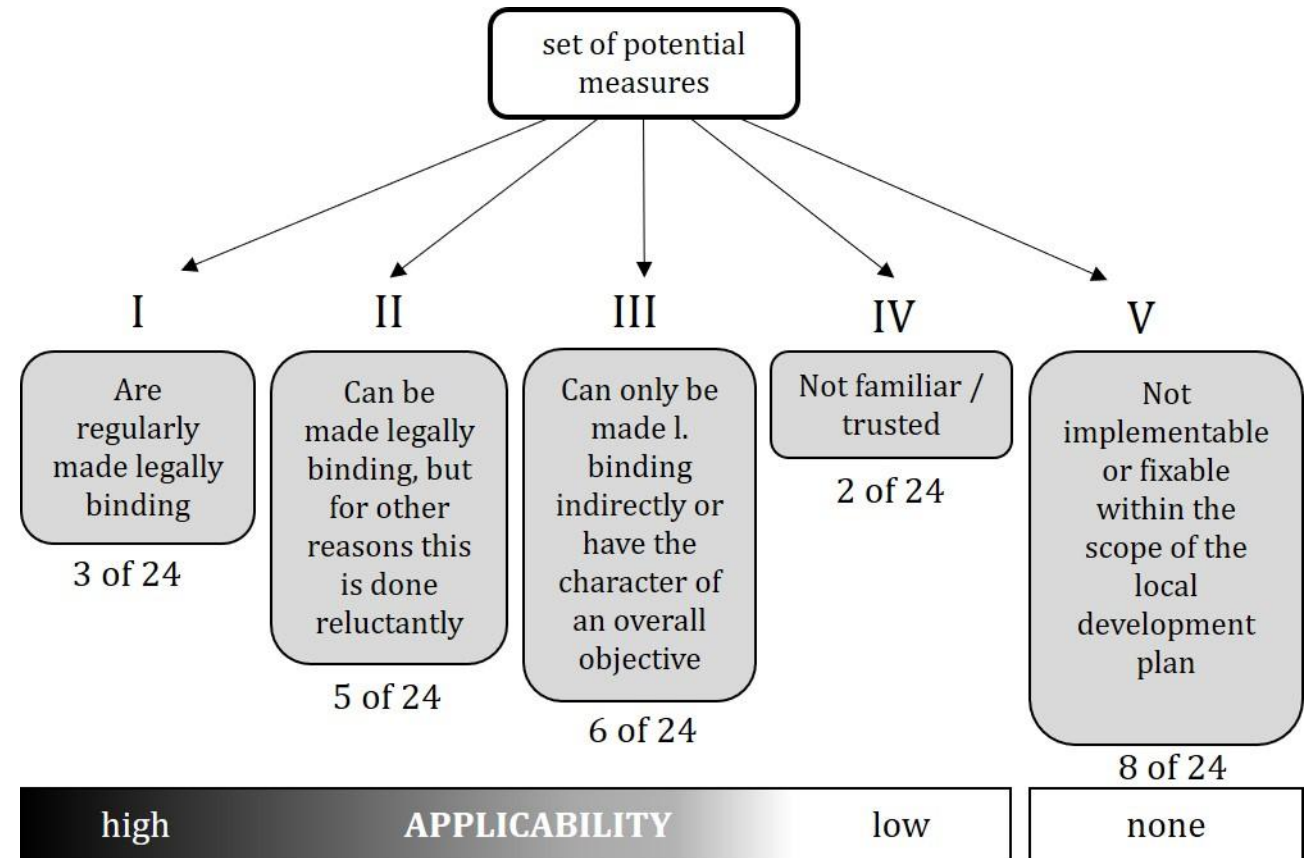 set of potential
measures
I
II
III
IV
V
Are
regularly
made legally
binding
3 of 24
Can be
made legally
binding, but
for other
reasons this
is done
reluctantly
5 of 24
Can only be
made l.
binding
indirectly or
have the
character of
an overall
objective
6 of 24
Not familiar /
trusted
2 of 24
Not
implementable
or fixable
within the
scope of the
local
development
plan
8 of 24
high
APPLICABILITY
low
none